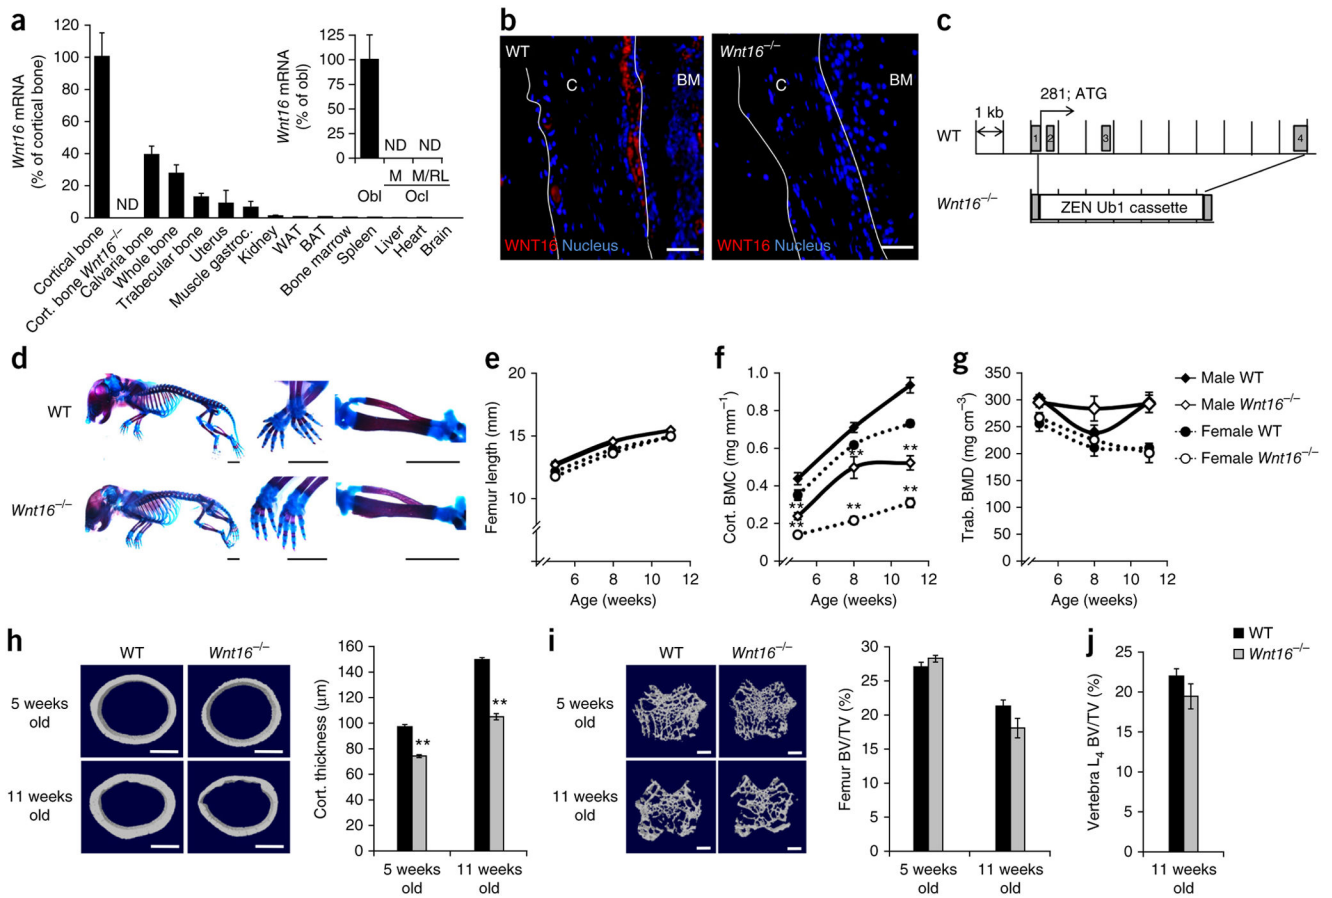 a
Wnt16 mRNA
(% of cortical bone)
120
100
80
60
40
20
0
ND
Cortical bone
Cort. bone Wnt16–/–
Calvaria bone
Whole bone
Trabecular bone
Uterus
Muscle gastroc.
Kidney
WAT
BAT
Bone marrow
Spleen
Liver
Heart
Brain
Wnt16 mRNA
(% of obl)
125
100
75
50
25
0
ND ND
M M/RL
Obl Ocl
b
WT
C
BM
WNT16 Nucleus
Wnt16–/–
C
BM
WNT16 Nucleus
c
281; ATG
1 kb
WT
1 2 3 4
Wnt16–/–
ZEN Ub1 cassette
d
WT
Wnt16–/–
e
Femur length (mm)
20
15
10
6 8 10 12
Age (weeks)
f
Cort. BMC (mg mm–1)
1.0
0.8
0.6
0.4
0.2
0
**
**
**
**
**
**
6 8 10 12
Age (weeks)
g
Trab. BMD (mg cm–3)
350
300
250
200
150
100
50
0
6 8 10 12
Age (weeks)
Male WT
Male Wnt16–/–
Female WT
Female Wnt16–/–
h
WT Wnt16–/–
5 weeks
old
11 weeks
old
Cort. thickness (µm)
160
140
120
100
80
60
40
20
0
**
**
5 weeks
old
11 weeks
old
i
WT Wnt16–/–
5 weeks
old
11 weeks
old
Femur BV/TV (%)
30
25
20
15
10
5
0
5 weeks
old
11 weeks
old
j
Vertebra L4 BV/TV (%)
25
20
15
10
5
0
11 weeks
old
WT
Wnt16–/–